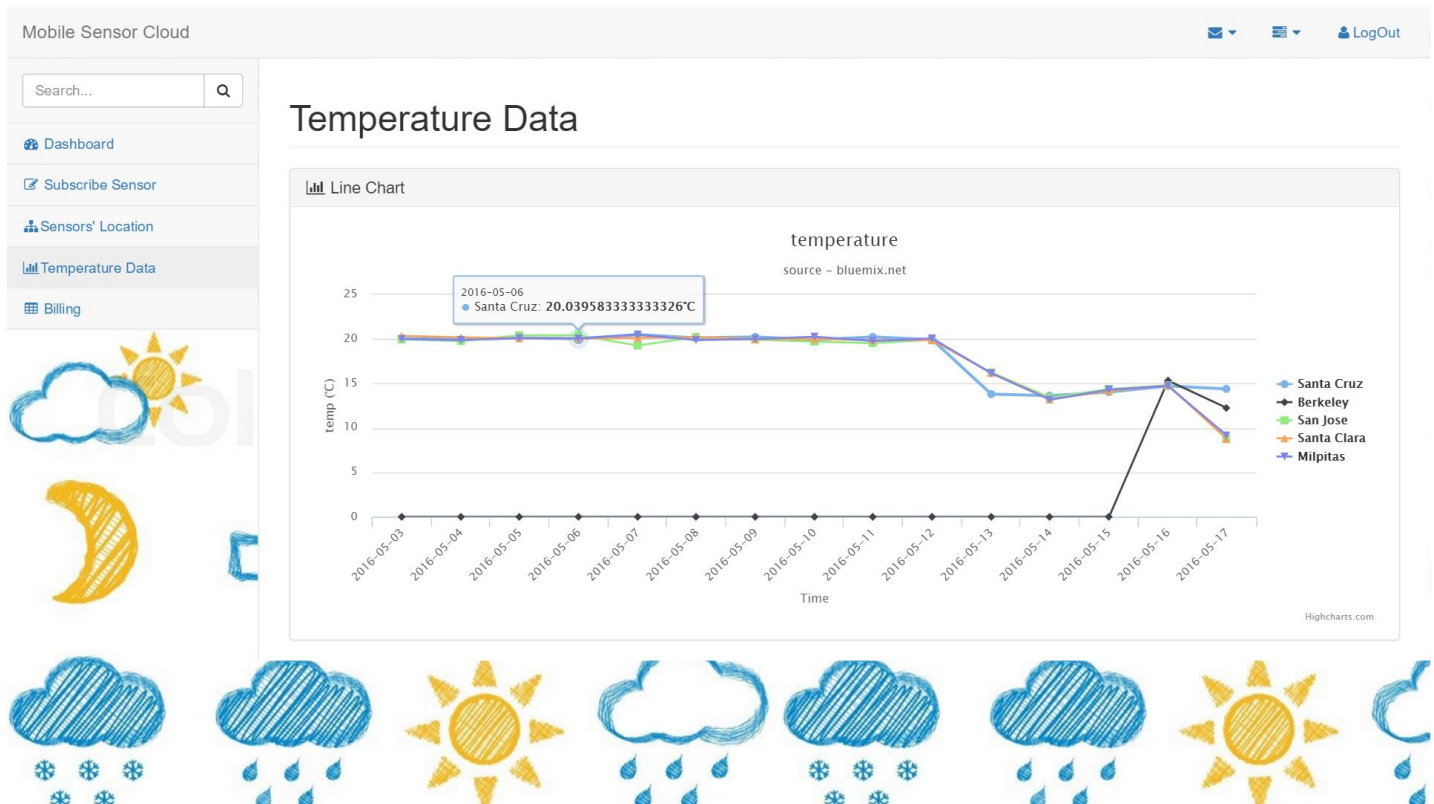 Mobile Sensor Cloud
LogOut
Search...
Dashboard
Subscribe Sensor
Sensors' Location
Temperature Data
Billing
Temperature Data
Line Chart
temperature
source - bluemix.net
2016-05-06
Santa Cruz: 20.039583333333326°C
temp (°C)
25
20
15
10
5
0
2016-05-03
2016-05-04
2016-05-05
2016-05-06
2016-05-07
2016-05-08
2016-05-09
2016-05-10
2016-05-11
2016-05-12
2016-05-13
2016-05-14
2016-05-15
2016-05-16
2016-05-17
Time
Santa Cruz
Berkeley
San Jose
Santa Clara
Milpitas
Highcharts.com